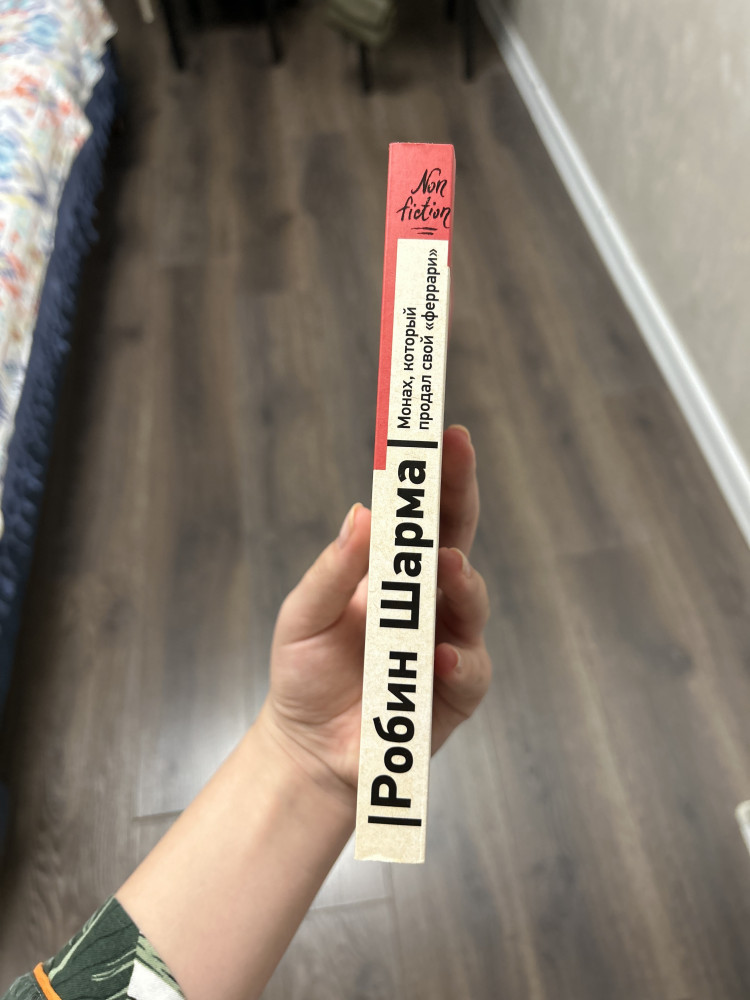 Non
fiction
Монах, который
продал свой «феррари»
Робин Шарма